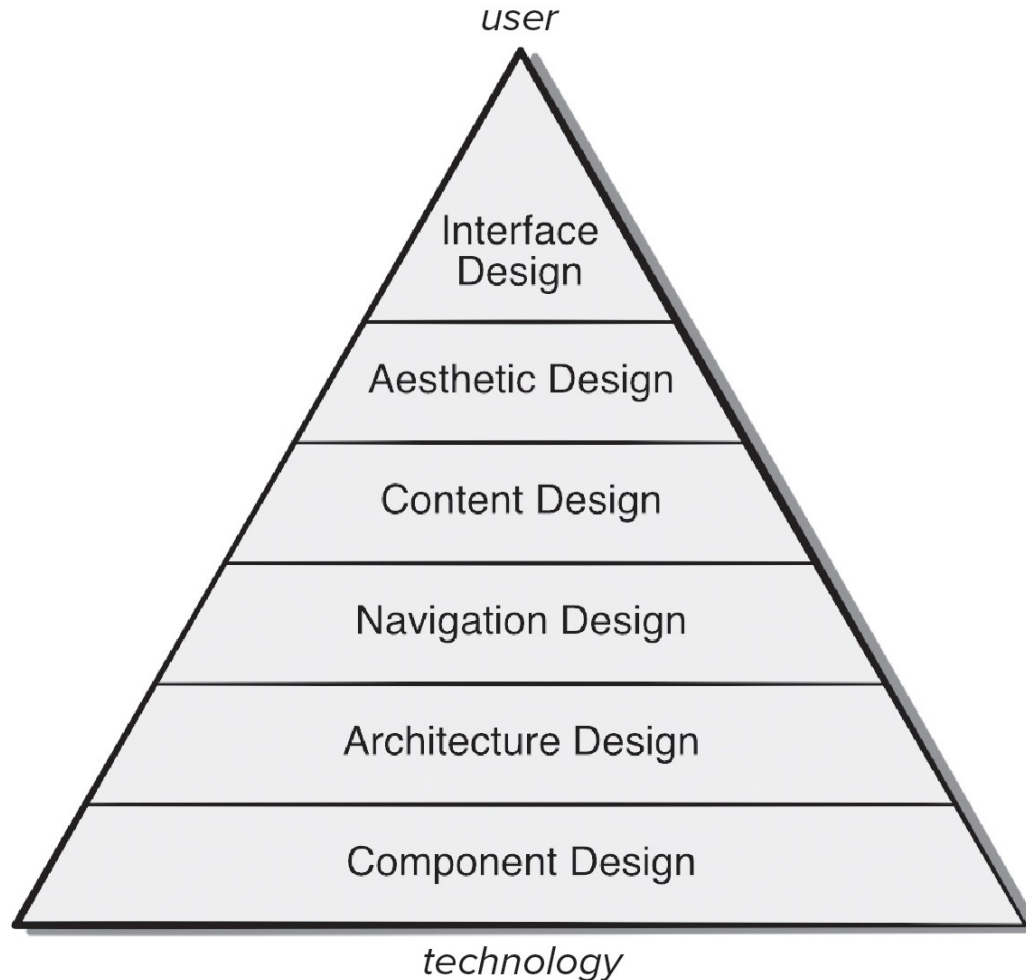 user
Interface
Design
Aesthetic Design
Content Design
Navigation Design
Architecture Design
Component Design
technology